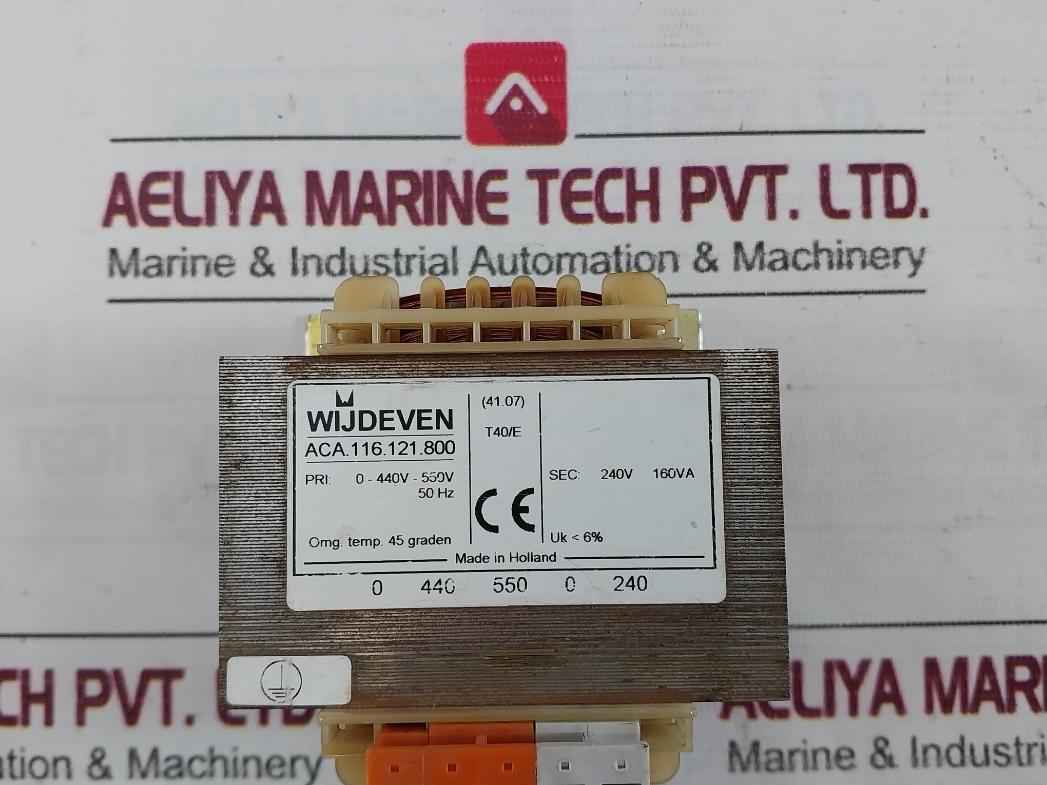 AELIYA MARINE TECH PVT. LTD.
Marine & Industrial Automation & Machinery
WIJDEVEN
ACA.116.121.800
PRI: 0 - 440V - 550V
50 Hz
Omg. temp. 45 graden
(41.07)
T40/E
CE
SEC: 240V 160VA
Uk < 6%
Made in Holland
0 440 550 0 240
CH PVT. LTD.
ation & Machinery
AELIYA MARI
Marine & Industri